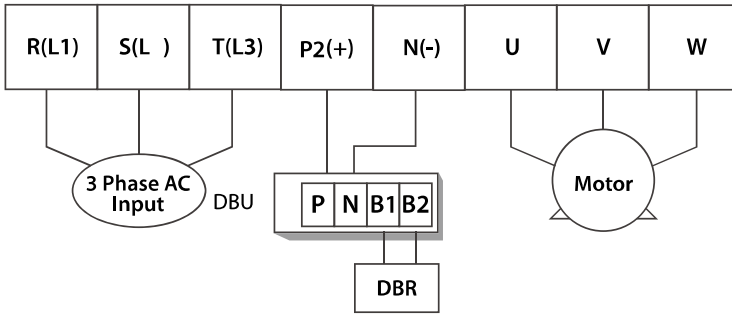 R(L1) S(L ) T(L3) P2(+) N(-) U V W
3 Phase AC
Input
DBU
P N B1 B2
Motor
DBR